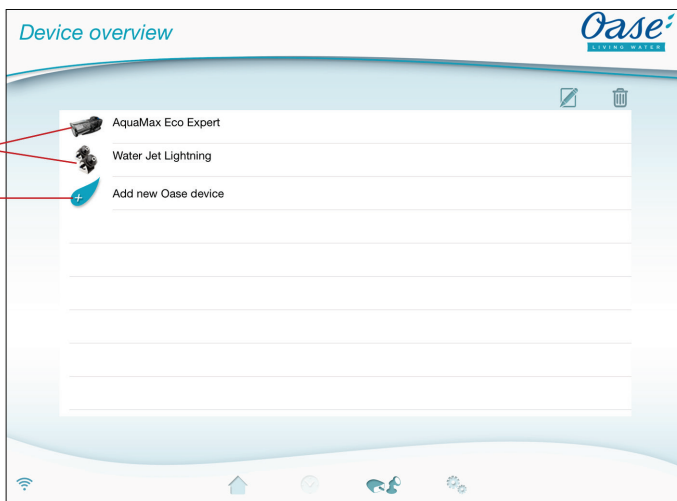 Device overview
Oase
LIVING WATER
AquaMax Eco Expert
Water Jet Lightning
Add new Oase device